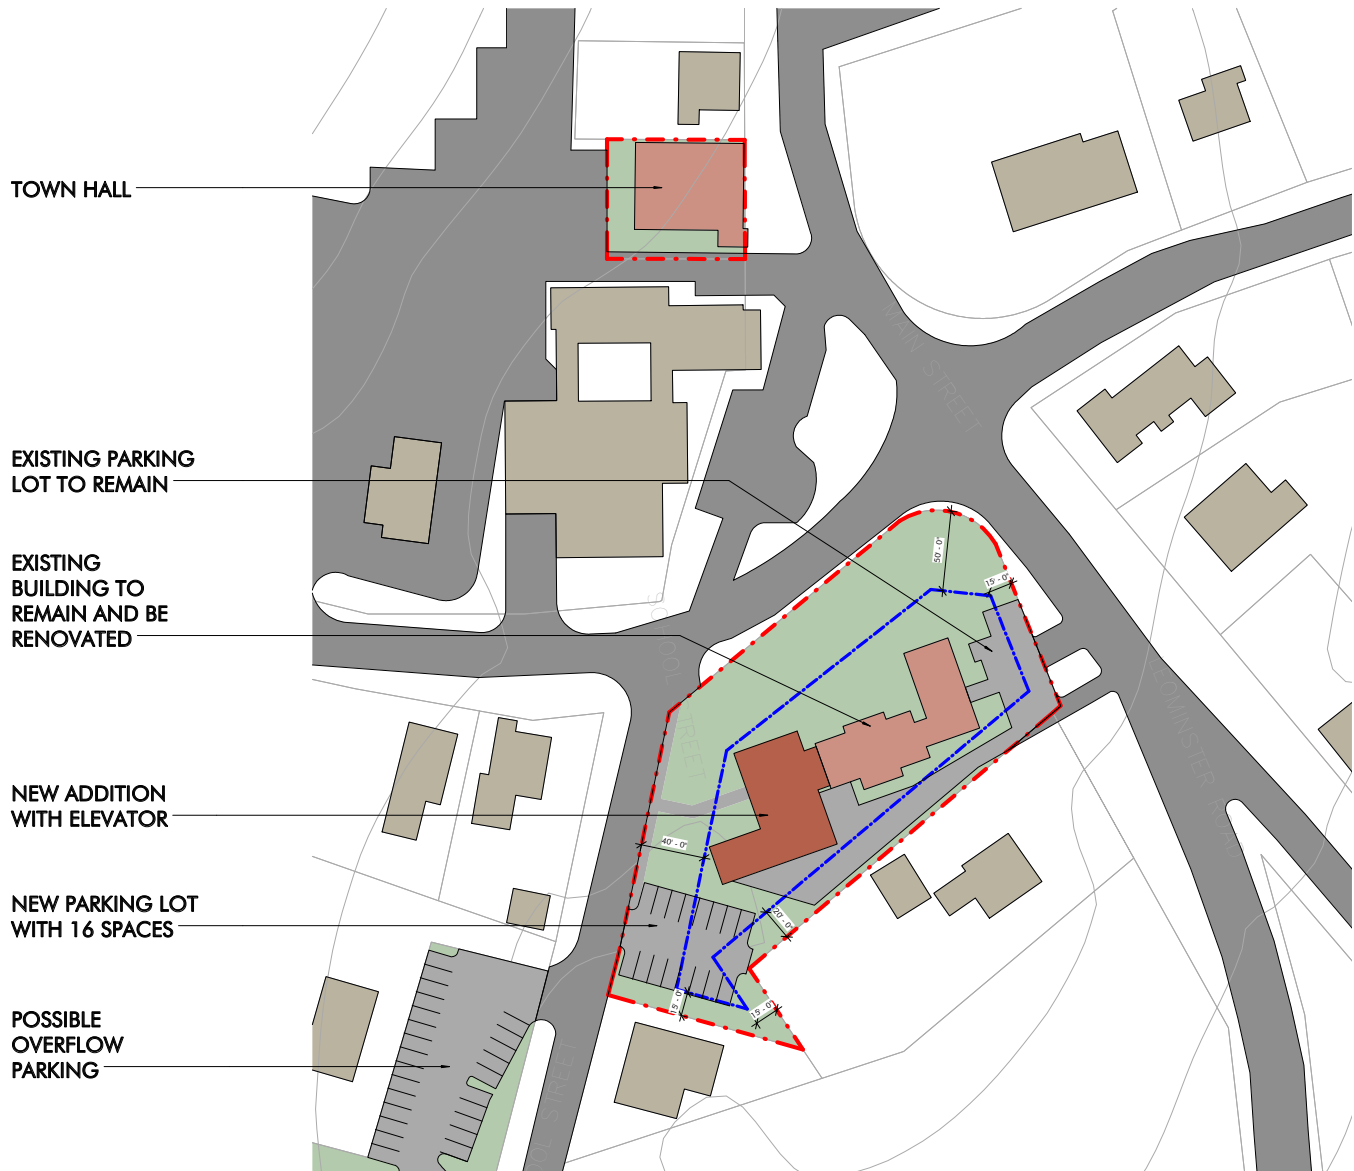 TOWN HALL
EXISTING PARKING
LOT TO REMAIN
EXISTING
BUILDING TO
REMAIN AND BE
RENOVATED
NEW ADDITION
WITH ELEVATOR
NEW PARKING LOT
WITH 16 SPACES
POSSIBLE
OVERFLOW
PARKING
MAIN STREET
50' - 0"
15' - 0"
SCHOOL STREET
LEOMINSTER ROAD
40' - 0"
20' - 0"
15' - 0"
15' - 0"
OOL STREET